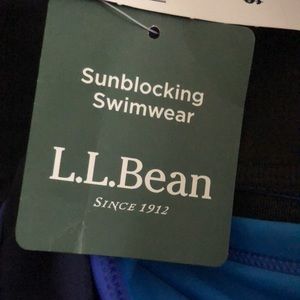 Sunblocking
Swimwear
L.L.Bean
SINCE 1912